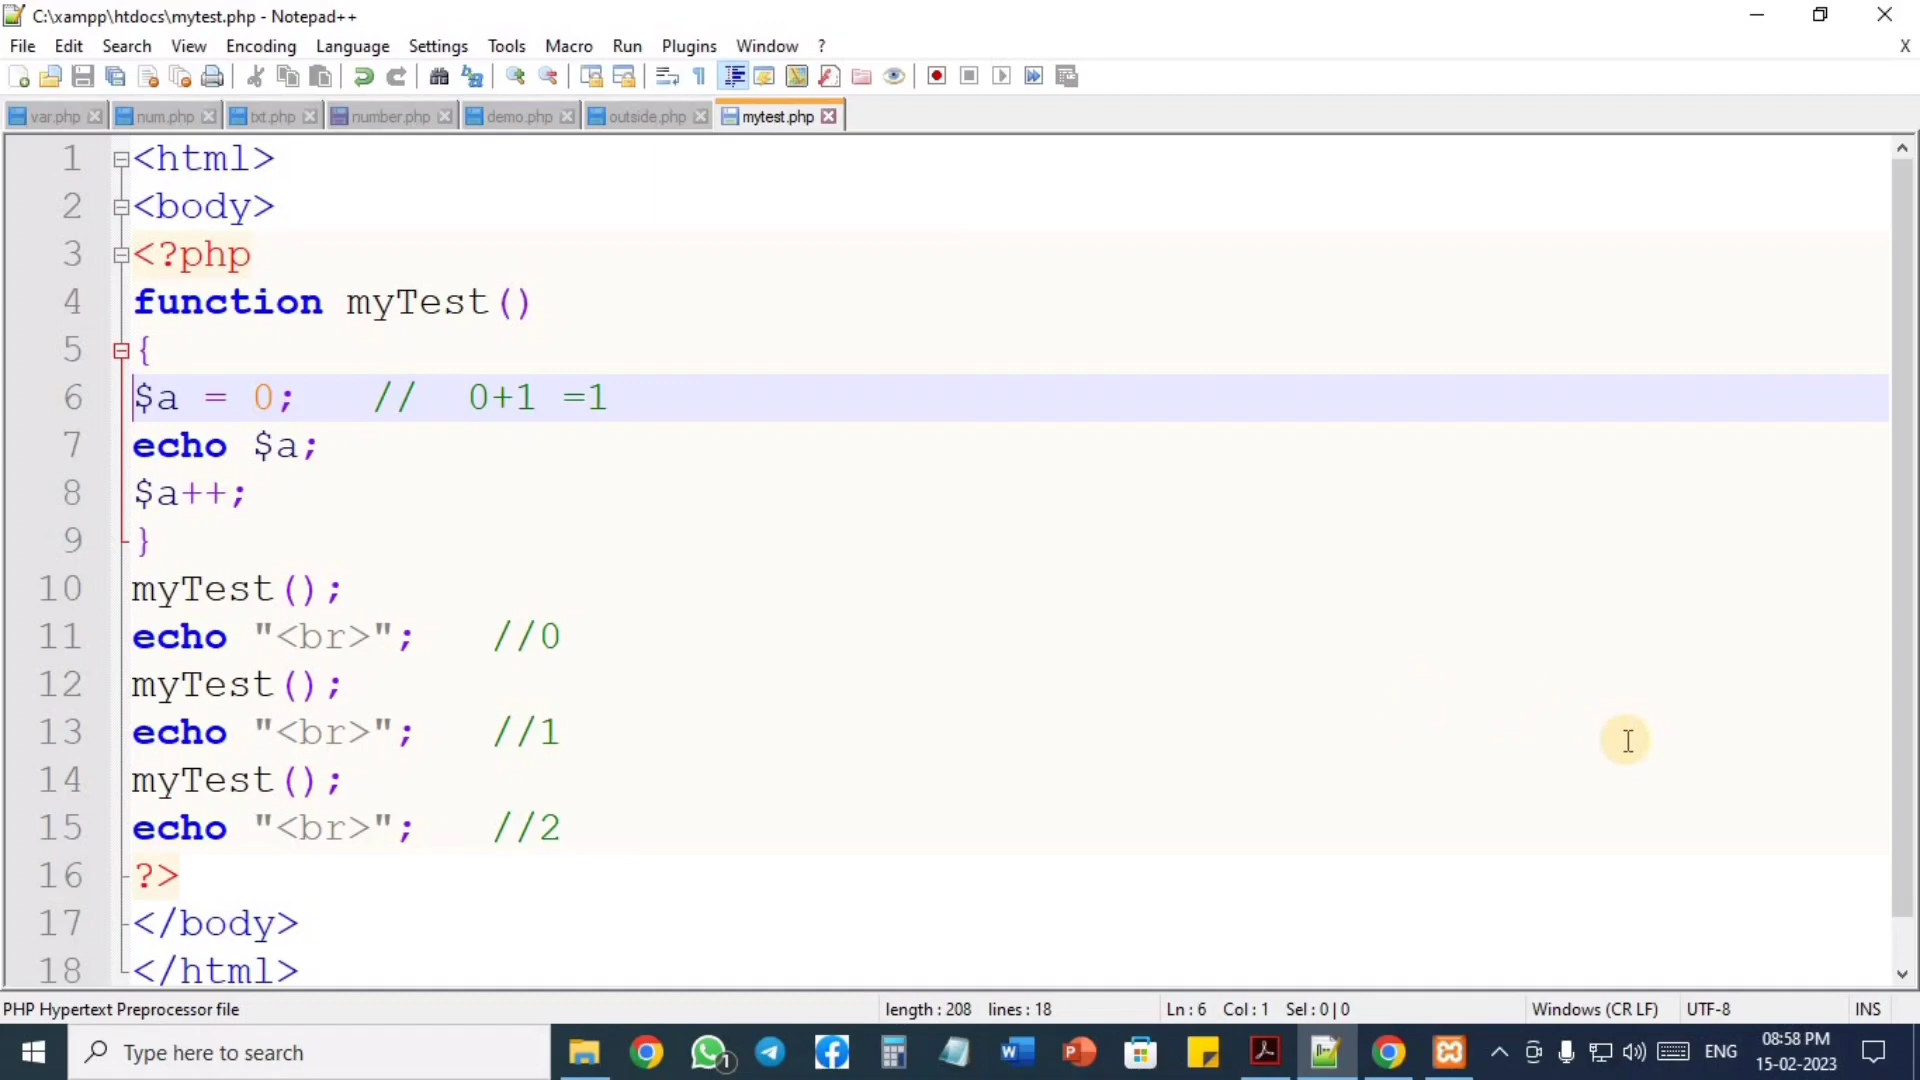 C:\xampp\htdocs\mytest.php - Notepad++
File Edit Search View Encoding Language Settings Tools Macro Run Plugins Window ?
X
var.php num.php txt.php number.php demo.php outside.php mytest.php
1 <html>
2 <body>
3 <?php
4 function myTest()
5 {
6 $a = 0; // 0+1 =1
7 echo $a;
8 $a++;
9 }
10 myTest();
11 echo "<br>"; //0
12 myTest();
13 echo "<br>"; //1
14 myTest();
15 echo "<br>"; //2
16 ?>
17 </body>
18 </html>
PHP Hypertext Preprocessor file length : 208 lines : 18 Ln : 6 Col : 1 Sel : 0 | 0 Windows (CR LF) UTF-8 INS
Type here to search 1 ENG 08:58 PM
15-02-2023